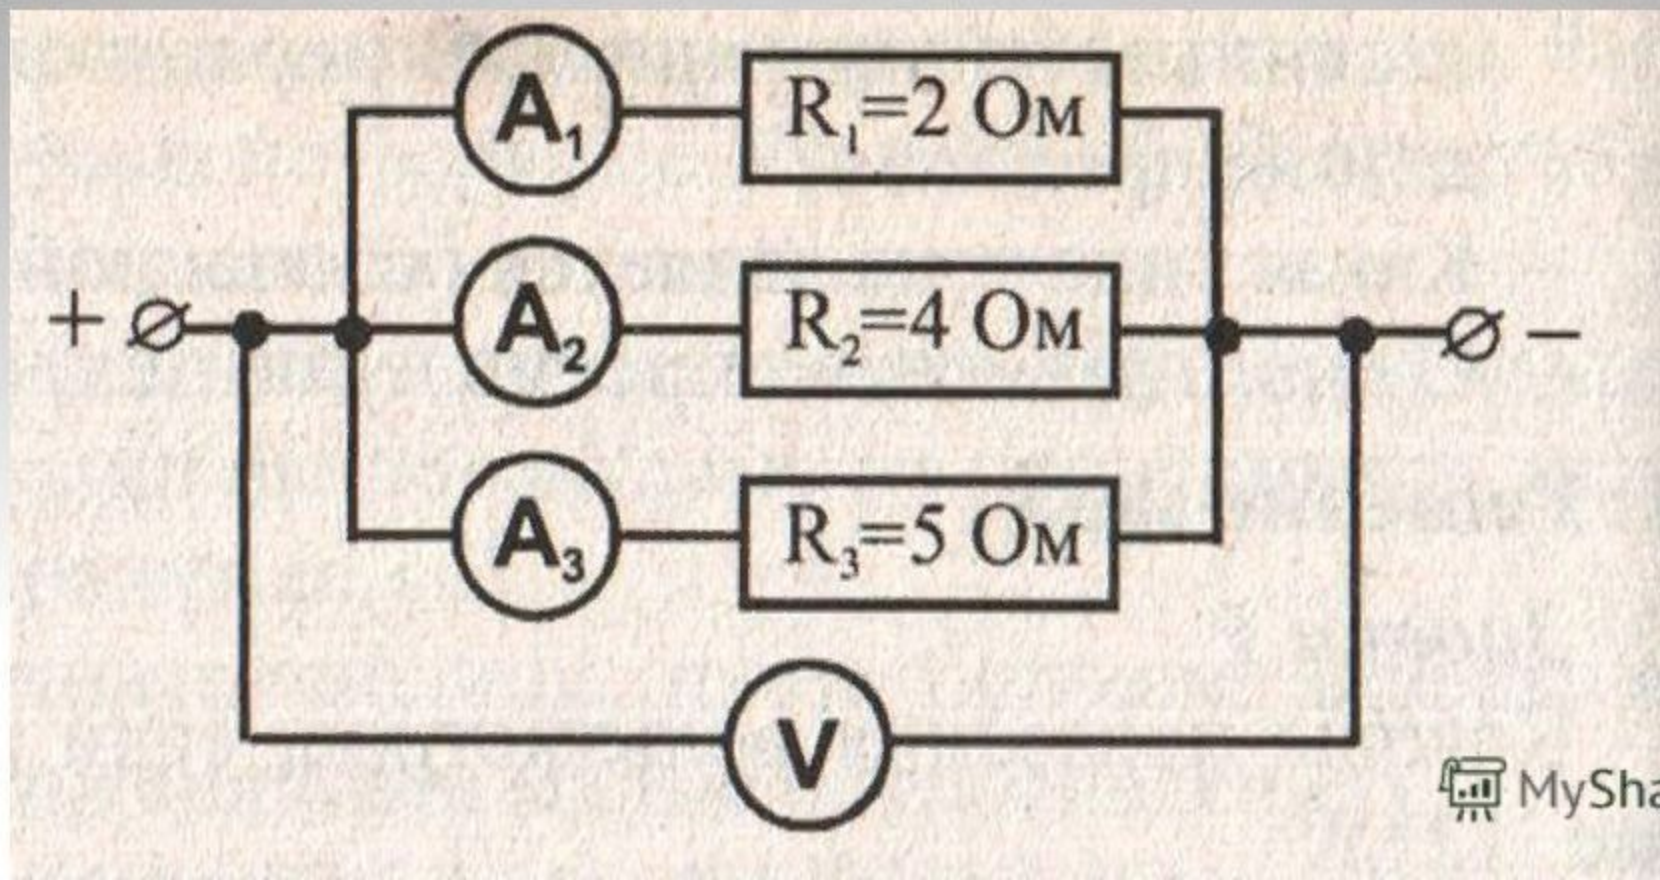 A₁ R₁=2 Ом
+ A₂ R₂=4 Ом −
A₃ R₃=5 Ом
V
MySha